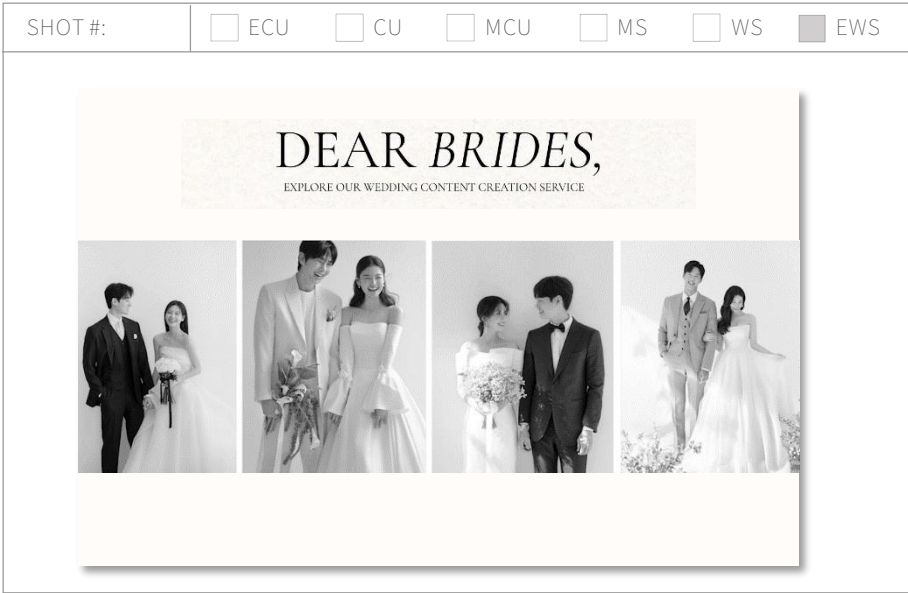 SHOT #: ECU CU MCU MS WS EWS
DEAR BRIDES,
EXPLORE OUR WEDDING CONTENT CREATION SERVICE